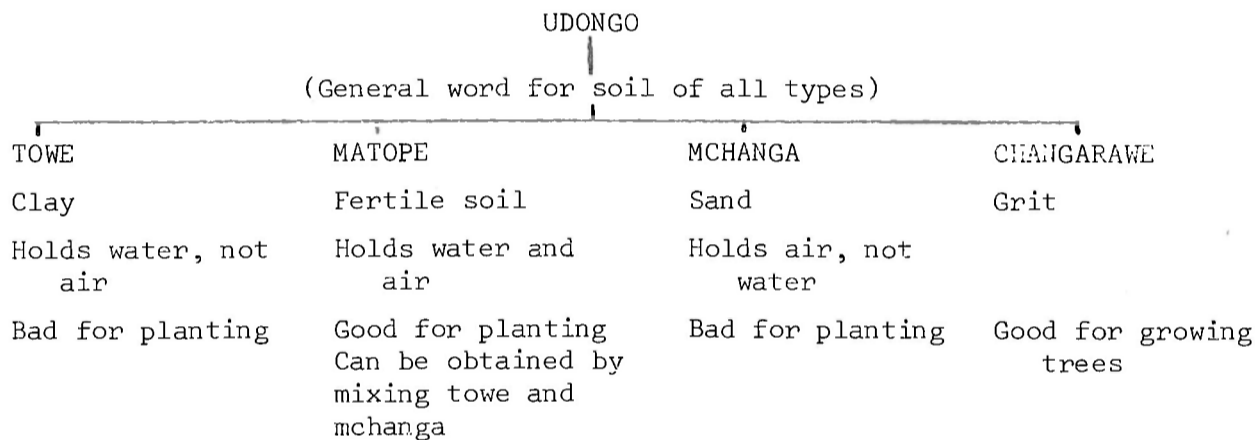 UDONGO
(General word for soil of all types)
TOWE
MATOPE
MCHANGA
CHANGARAWE
Clay
Fertile soil
Sand
Grit
Holds water, not
air
Holds water and
air
Holds air, not
water
Bad for planting
Good for planting
Can be obtained by
mixing towe and
mchanga
Bad for planting
Good for growing
trees